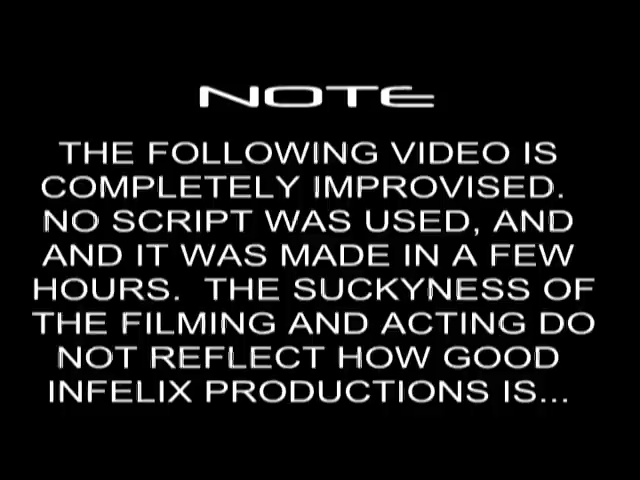 NOTE
THE FOLLOWING VIDEO IS
COMPLETELY IMPROVISED.
NO SCRIPT WAS USED, AND
AND IT WAS MADE IN A FEW
HOURS. THE SUCKYNESS OF
THE FILMING AND ACTING DO
NOT REFLECT HOW GOOD
INFELIX PRODUCTIONS IS...